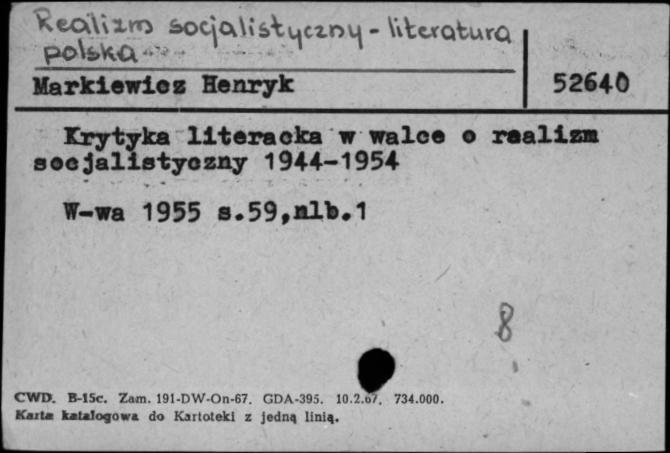 Realizm socjalistyczny - literatura
polska
Markiewicz Henryk
52640
Krytyka literacka w walce o realizm
socjalistyczny 1944-1954
W-wa 1955 s.59,nlb.1
8
CWD. B-15c. Zam. 191-DW-On-67. GDA-395. 10.2.67. 734.000.
Karta katalogowa do Kartoteki z jedną linią.